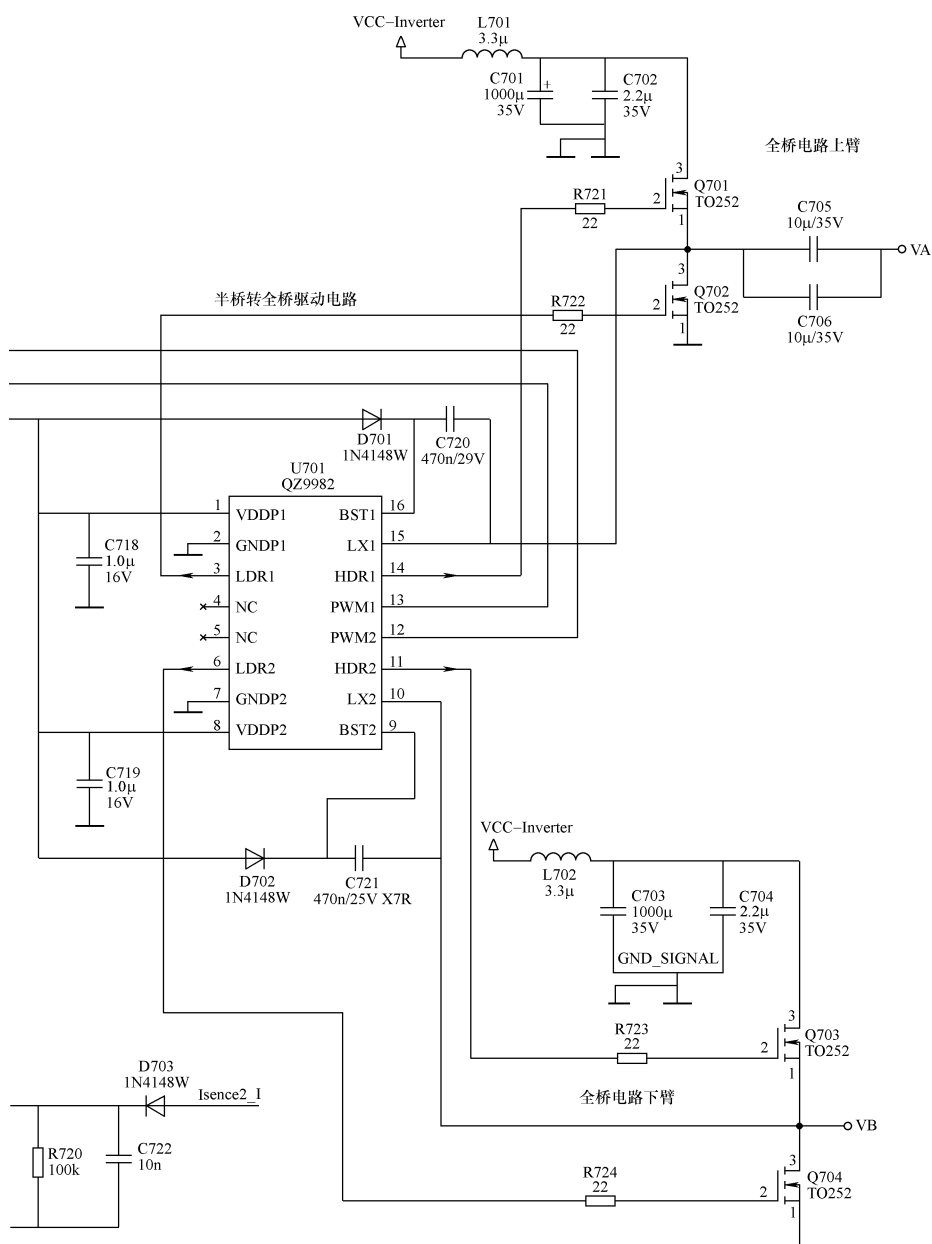 VCC-Inverter
L701
3.3μ
C701
1000μ
35V
+
C702
2.2μ
35V
全桥电路上臂
3
Q701
TO252
2
1
R721
22
C705
10μ/35V
VA
3
Q702
TO252
2
1
半桥转全桥驱动电路
R722
22
C706
10μ/35V
D701
1N4148W
C720
470n/29V
U701
QZ9982
1 VDDP1 BST1 16
2 GNDP1 LX1 15
3 LDR1 HDR1 14
4 NC PWM1 13
5 NC PWM2 12
6 LDR2 HDR2 11
7 GNDP2 LX2 10
8 VDDP2 BST2 9
C718
1.0μ
16V
C719
1.0μ
16V
D702
1N4148W
C721
470n/25V X7R
VCC-Inverter
L702
3.3μ
C703
1000μ
35V
C704
2.2μ
35V
GND_SIGNAL
R723
22
3
Q703
TO252
2
1
D703
1N4148W
Isence2_I
全桥电路下臂
VB
R720
100k
C722
10n
R724
22
3
Q704
TO252
2
1